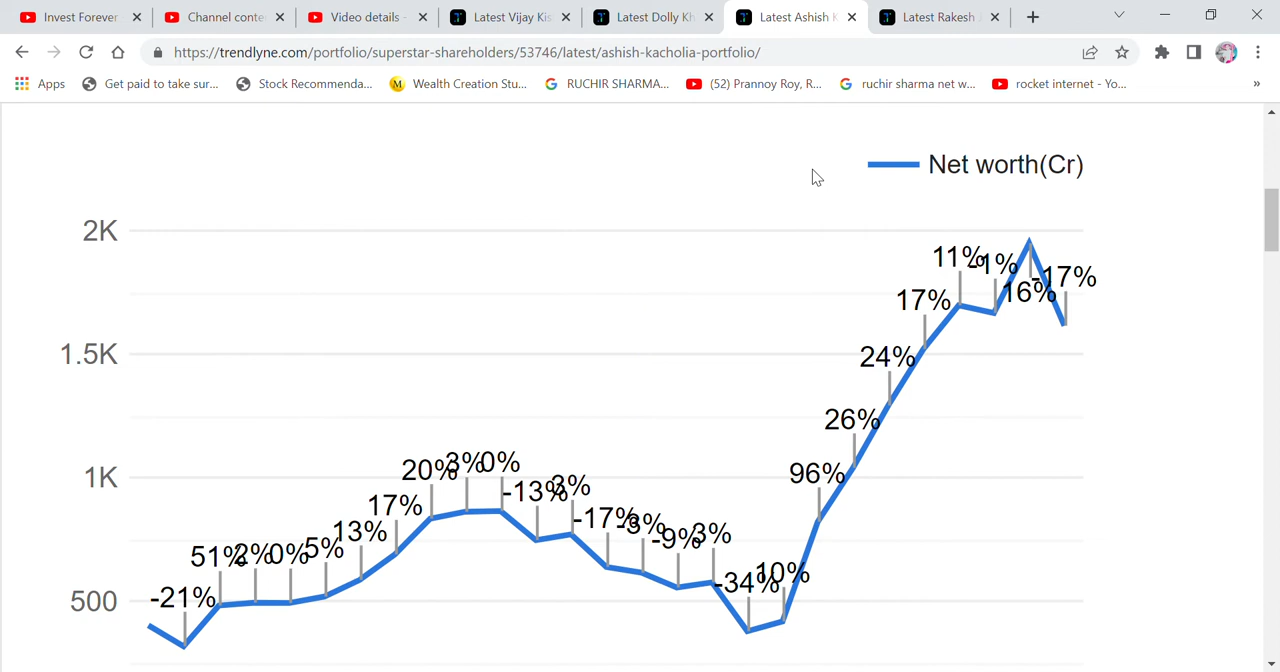 Invest Forever Channel conte Video details - Latest Vijay Kis Latest Dolly Kh Latest Ashish K Latest Rakesh J
https://trendlyne.com/portfolio/superstar-shareholders/53746/latest/ashish-kacholia-portfolio/
Apps Get paid to take sur... Stock Recommenda... M Wealth Creation Stu... RUCHIR SHARMA... (52) Prannoy Roy, R... ruchir sharma net w... rocket internet - Yo... »
Net worth(Cr)
2K
11% -1% 16% -17%
17%
1.5K
24%
26%
1K
96%
20% 3% 0%
-13% 3%
17%
-17% -3%
13%
-9% 3%
51% 2% 0% 5%
-34% 10%
500
-21%